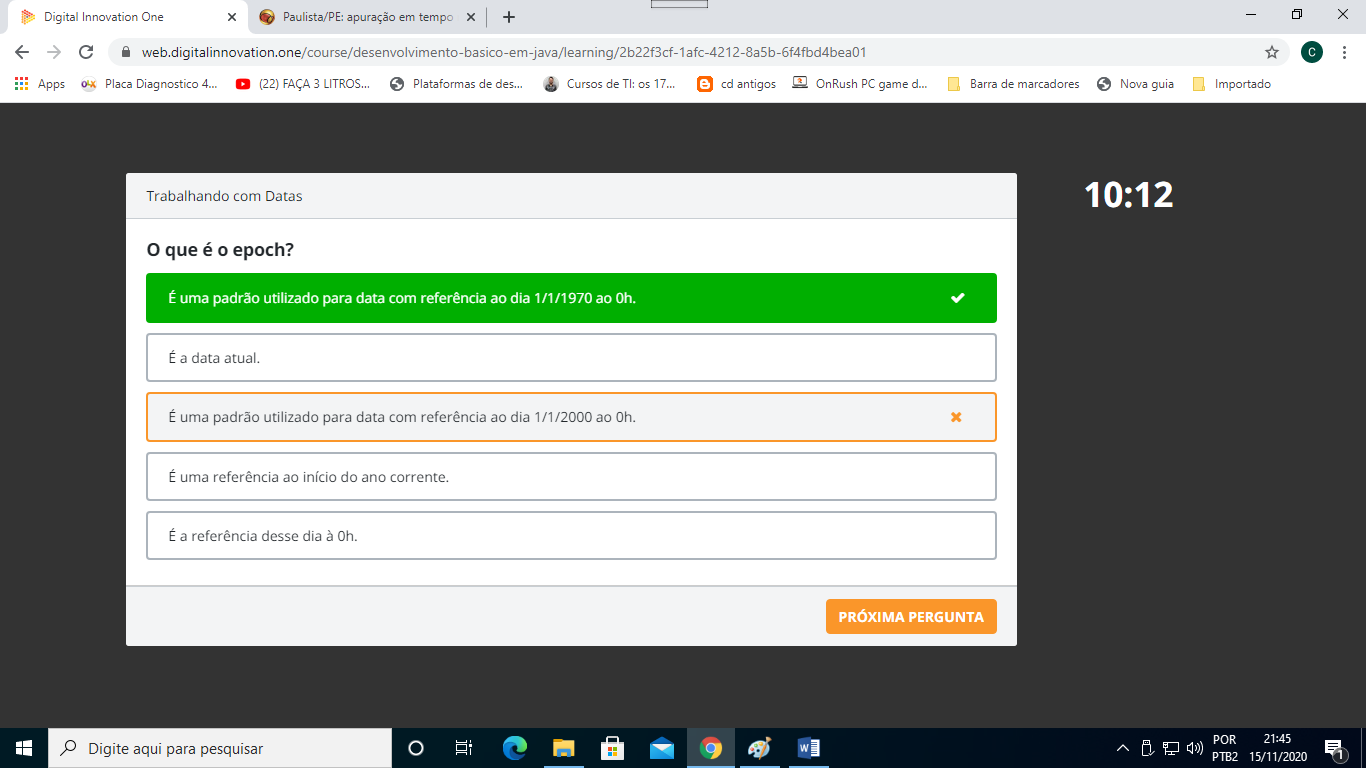 Digital Innovation One
Paulista/PE: apuração em tempo
web.digitalinnovation.one/course/desenvolvimento-basico-em-java/learning/2b22f3cf-1afc-4212-8a5b-6f4fbd4bea01
C
Apps
Placa Diagnostico 4...
(22) FAÇA 3 LITROS...
Plataformas de des...
Cursos de TI: os 17...
cd antigos
OnRush PC game d...
Barra de marcadores
Nova guia
Importado
Trabalhando com Datas
10:12
O que é o epoch?
É uma padrão utilizado para data com referência ao dia 1/1/1970 ao 0h.
É a data atual.
É uma padrão utilizado para data com referência ao dia 1/1/2000 ao 0h.
É uma referência ao início do ano corrente.
É a referência desse dia à 0h.
PRÓXIMA PERGUNTA
Digite aqui para pesquisar
POR
PTB2
21:45
15/11/2020
1